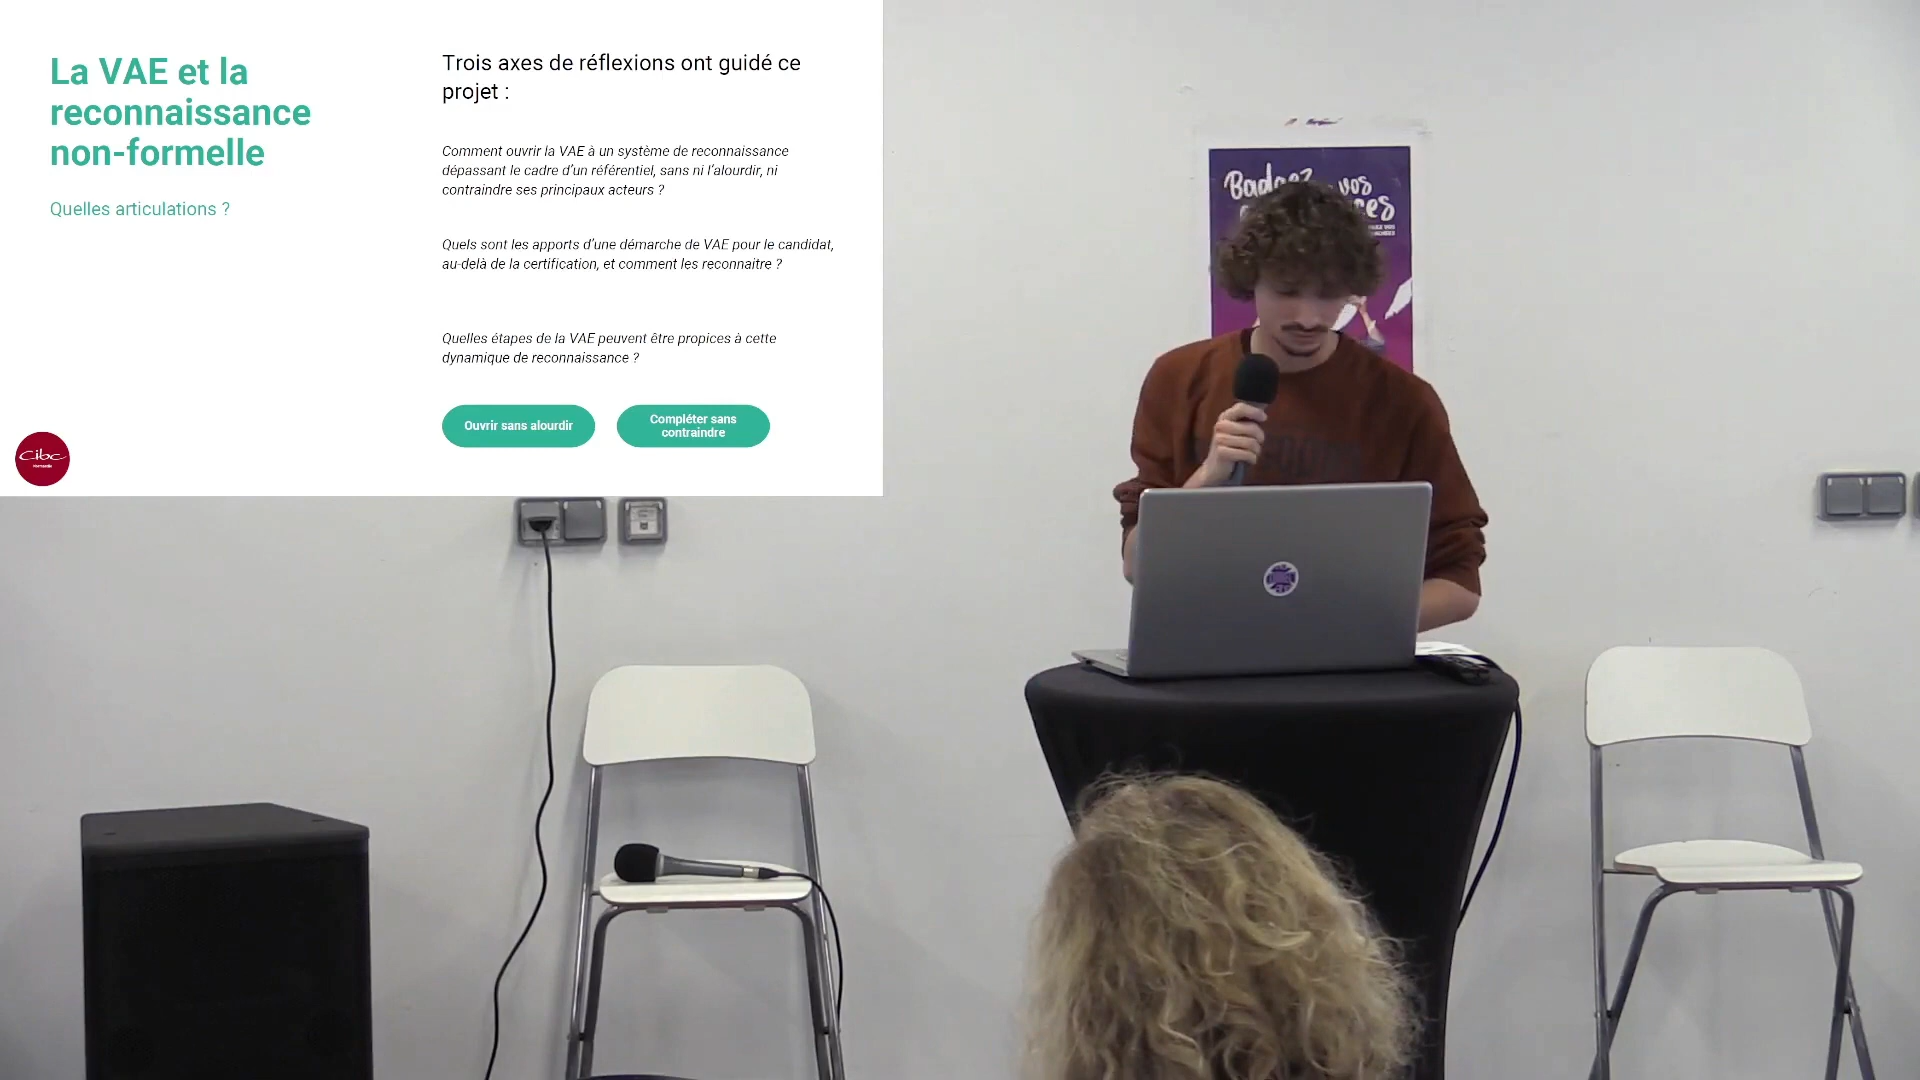 La VAE et la
reconnaissance
non-formelle
Quelles articulations ?
Trois axes de réflexions ont guidé ce
projet :
Comment ouvrir la VAE à un système de reconnaissance
dépassant le cadre d'un référentiel, sans ni l'alourdir, ni
contraindre ses principaux acteurs ?
Quels sont les apports d'une démarche de VAE pour le candidat,
au-delà de la certification, et comment les reconnaitre ?
Quelles étapes de la VAE peuvent être propices à cette
dynamique de reconnaissance ?
Ouvrir sans alourdir
Compléter sans
contraindre
cibc
Badgez vos